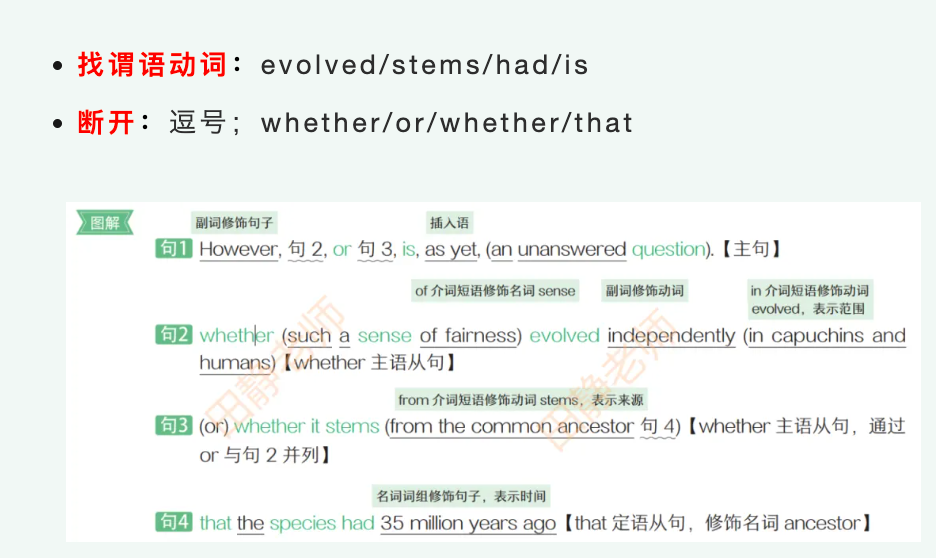 • 找谓语动词：evolved/stems/had/is
• 断开：逗号；whether/or/whether/that
图解
副词修饰句子 插入语
句1 However, 句 2, or 句 3, is, as yet, (an unanswered question).【主句】
of 介词短语修饰名词 sense 副词修饰动词 in 介词短语修饰动词
evolved，表示范围
句2 whether (such a sense of fairness) evolved independently (in capuchins and
humans)【whether 主语从句】
from 介词短语修饰动词 stems，表示来源
句3 (or) whether it stems (from the common ancestor 句 4)【whether 主语从句，通过
or 与句 2 并列】
名词词组修饰句子，表示时间
句4 that the species had 35 million years ago【that 定语从句，修饰名词 ancestor】
田静老师
田静老师